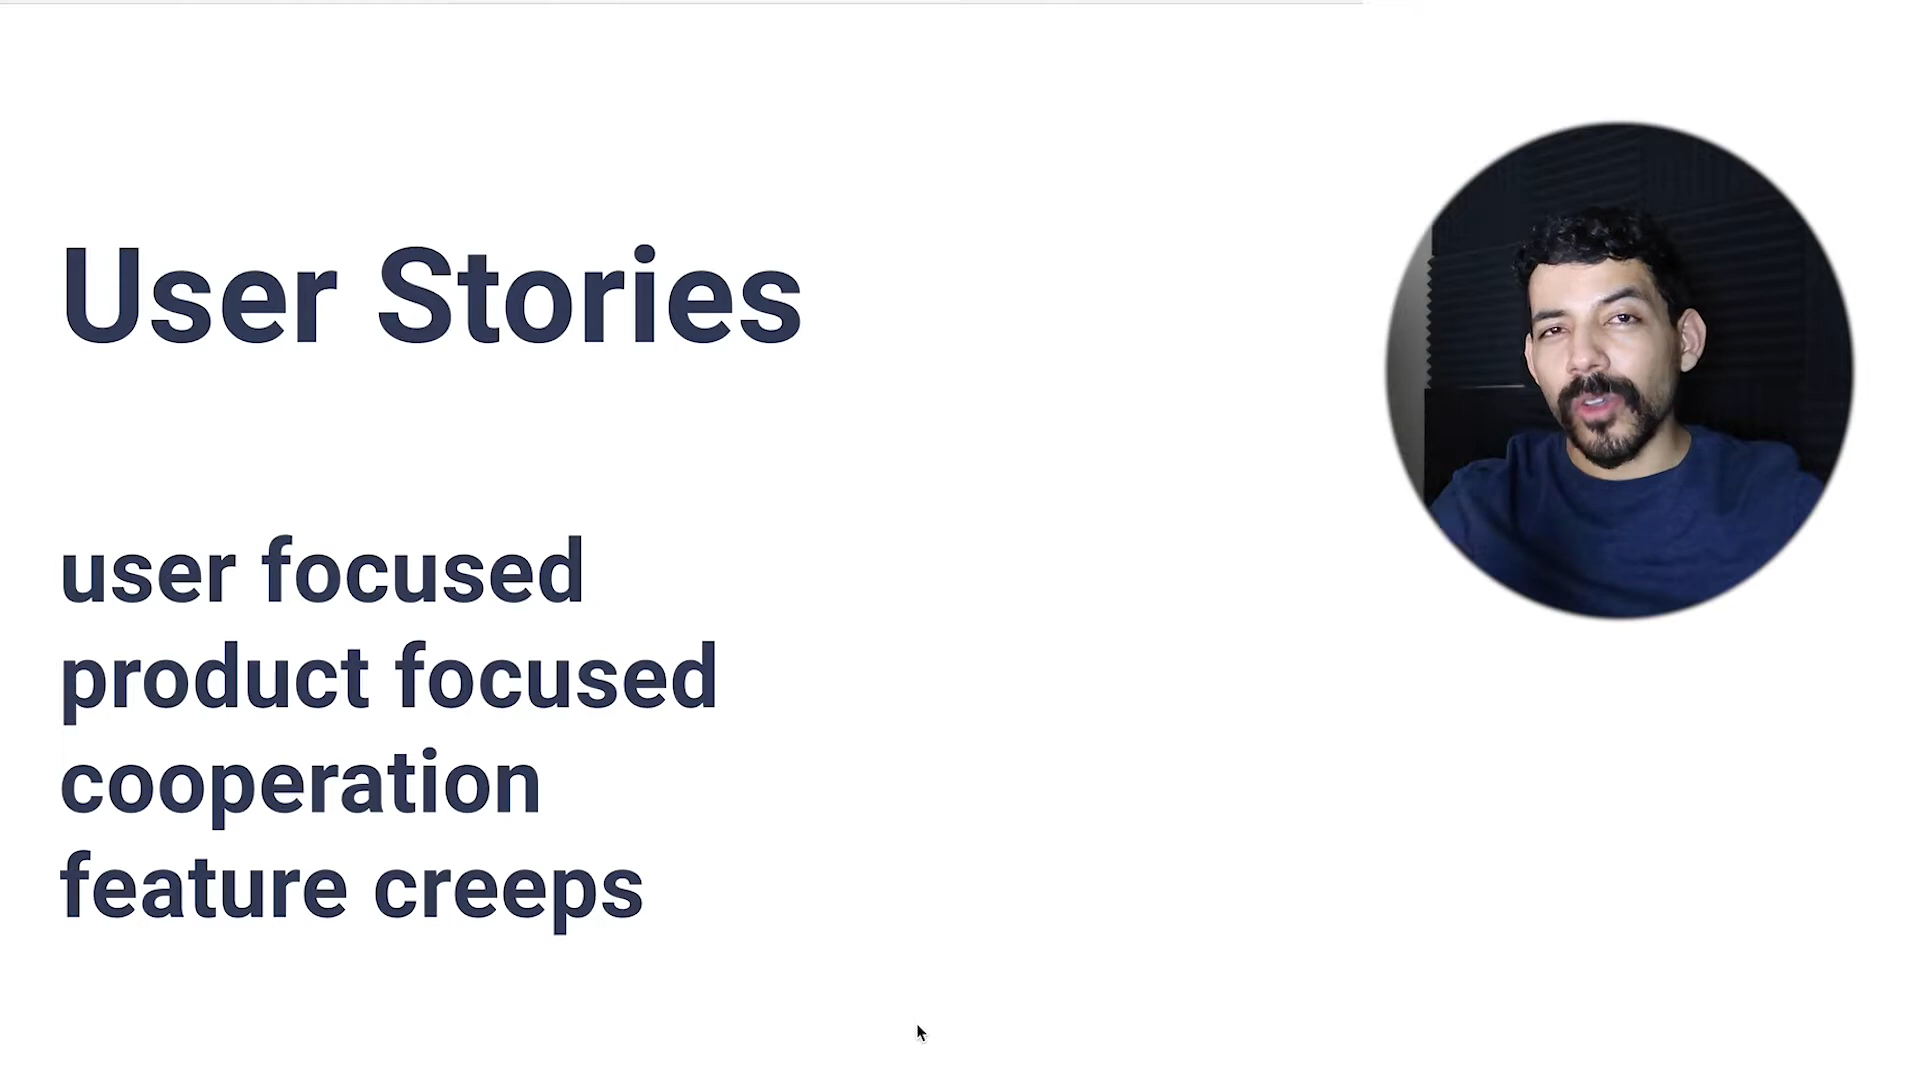 User Stories
user focused
product focused
cooperation
feature creeps